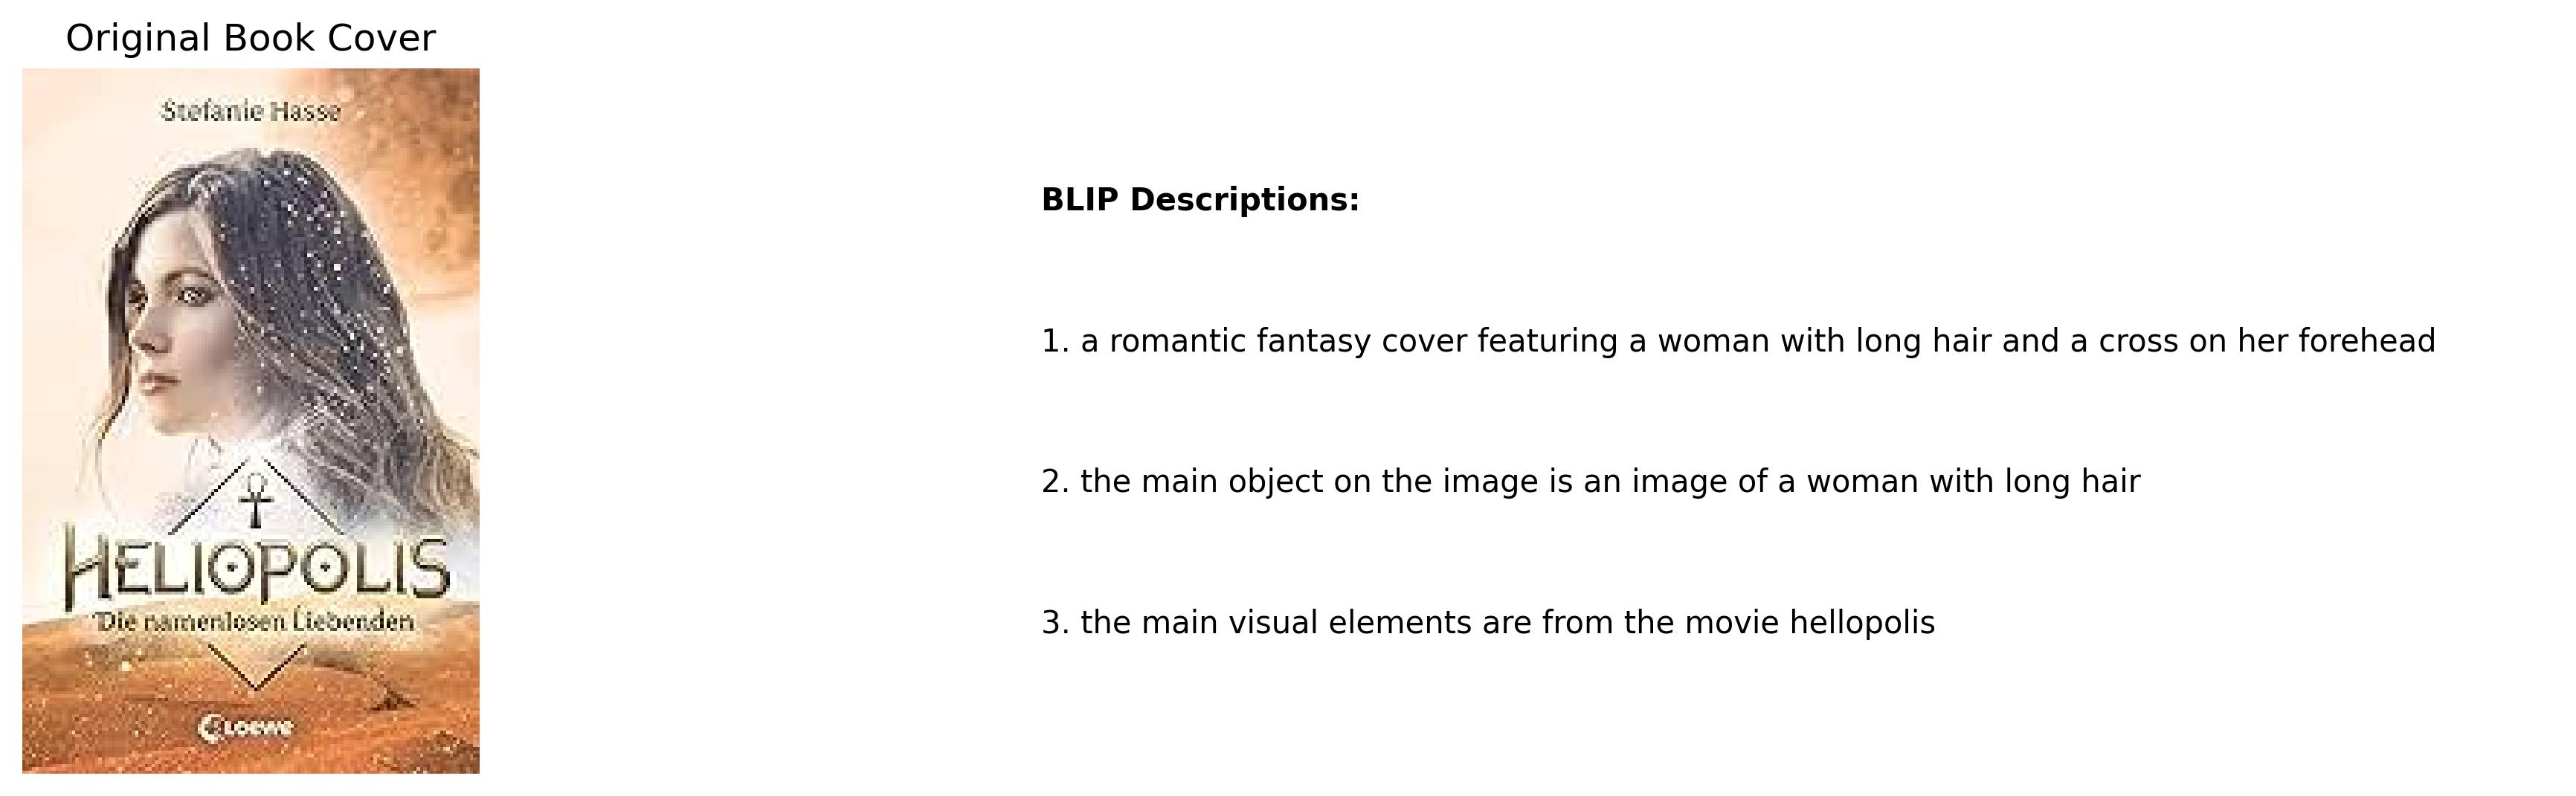 Original Book Cover
Stefanie Hasse
HELIOPOLIS
Die namenlosen Liebenden
Loewe
BLIP Descriptions:
1. a romantic fantasy cover featuring a woman with long hair and a cross on her forehead
2. the main object on the image is an image of a woman with long hair
3. the main visual elements are from the movie hellopolis